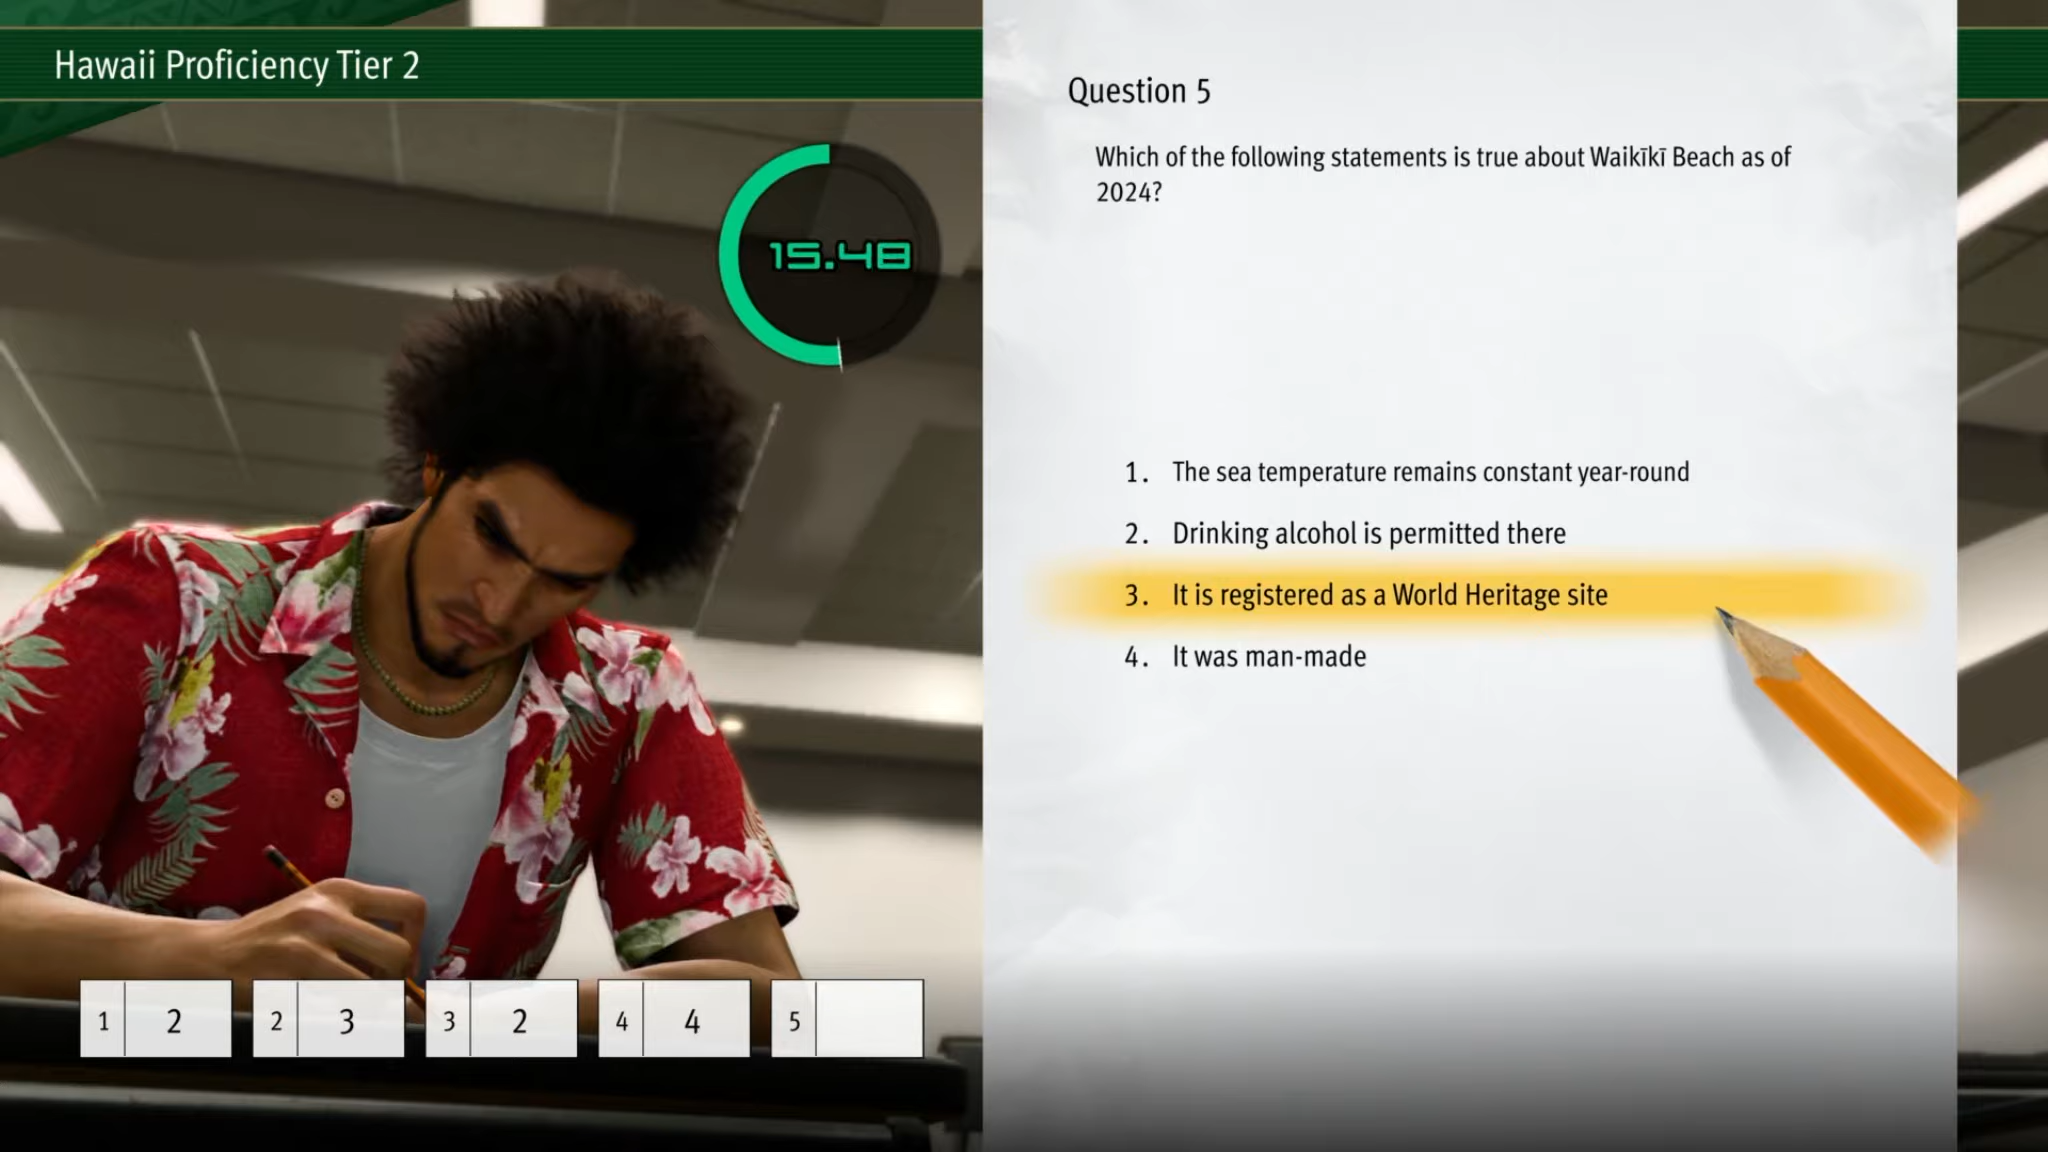 Hawaii Proficiency Tier 2
15.48
Question 5
Which of the following statements is true about Waikīkī Beach as of
2024?
1. The sea temperature remains constant year-round
2. Drinking alcohol is permitted there
3. It is registered as a World Heritage site
4. It was man-made
1 2
2 3
3 2
4 4
5